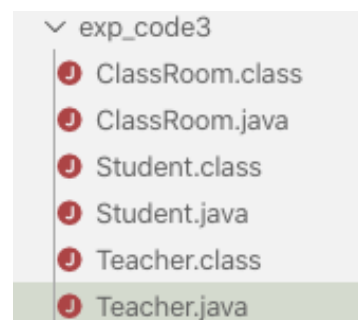 exp_code3
J ClassRoom.class
J ClassRoom.java
J Student.class
J Student.java
J Teacher.class
J Teacher.java